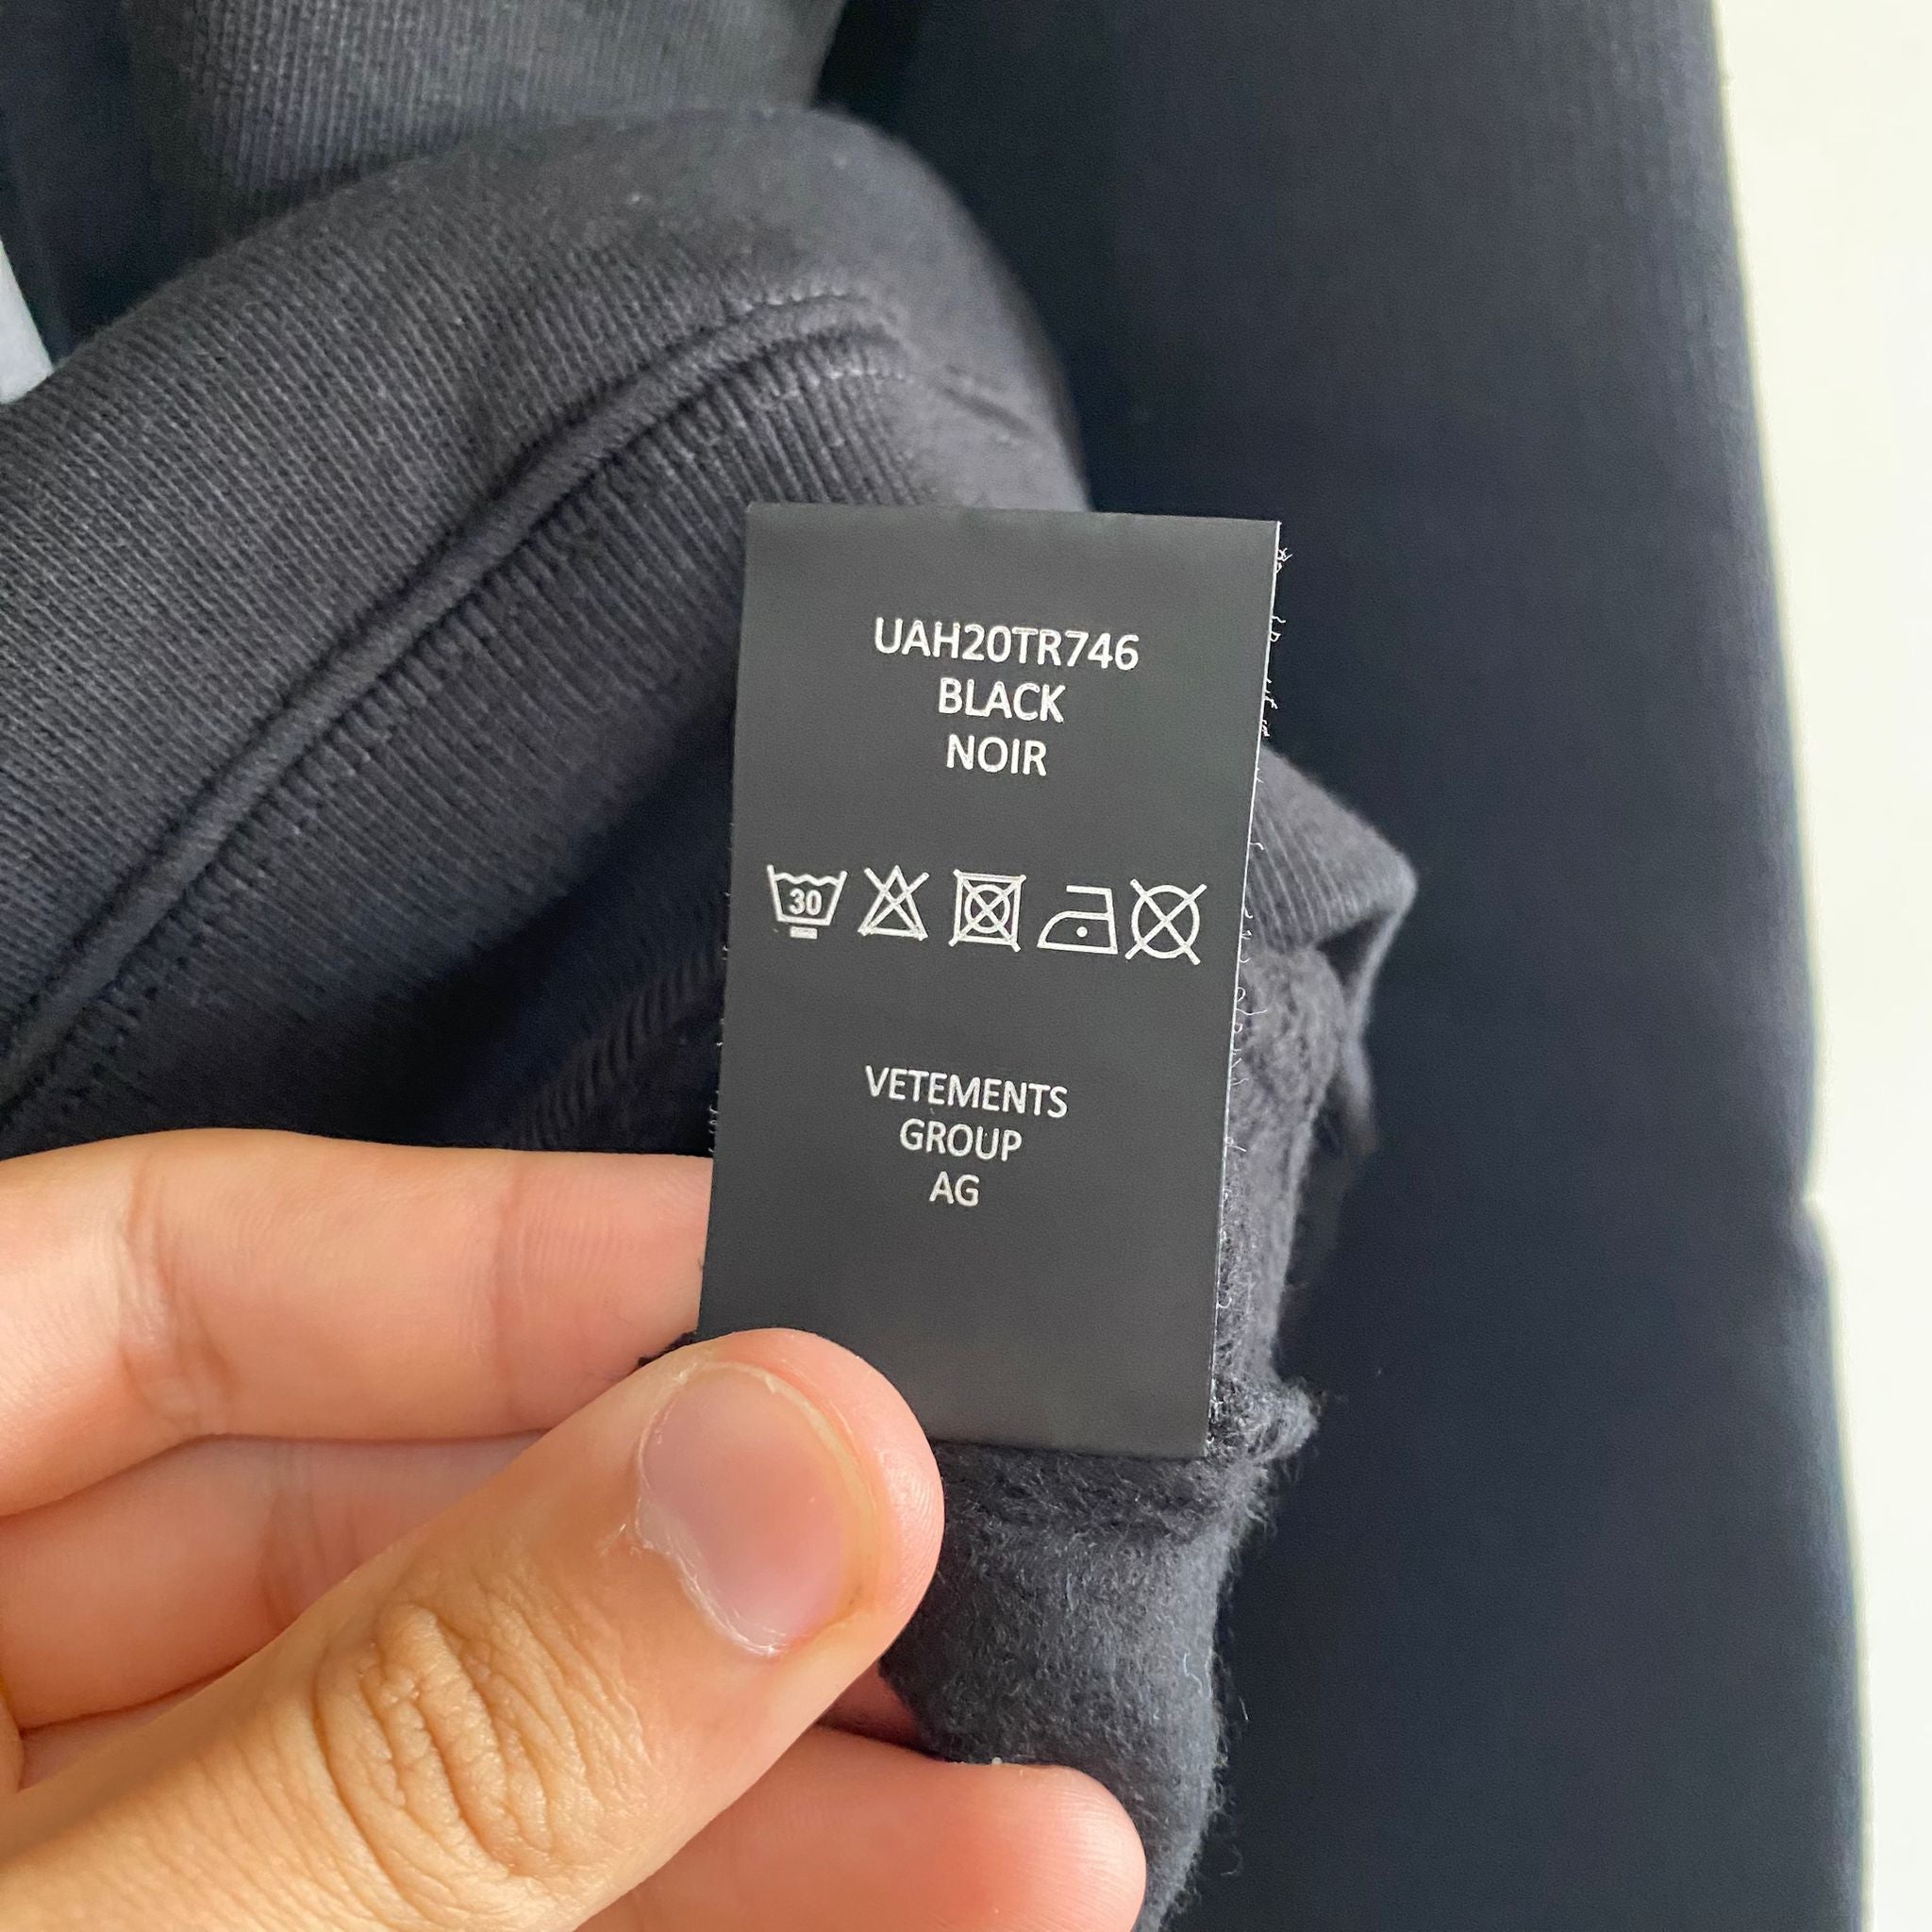 UAH20TR746
BLACK
NOIR
30
VETEMENTS
GROUP
AG